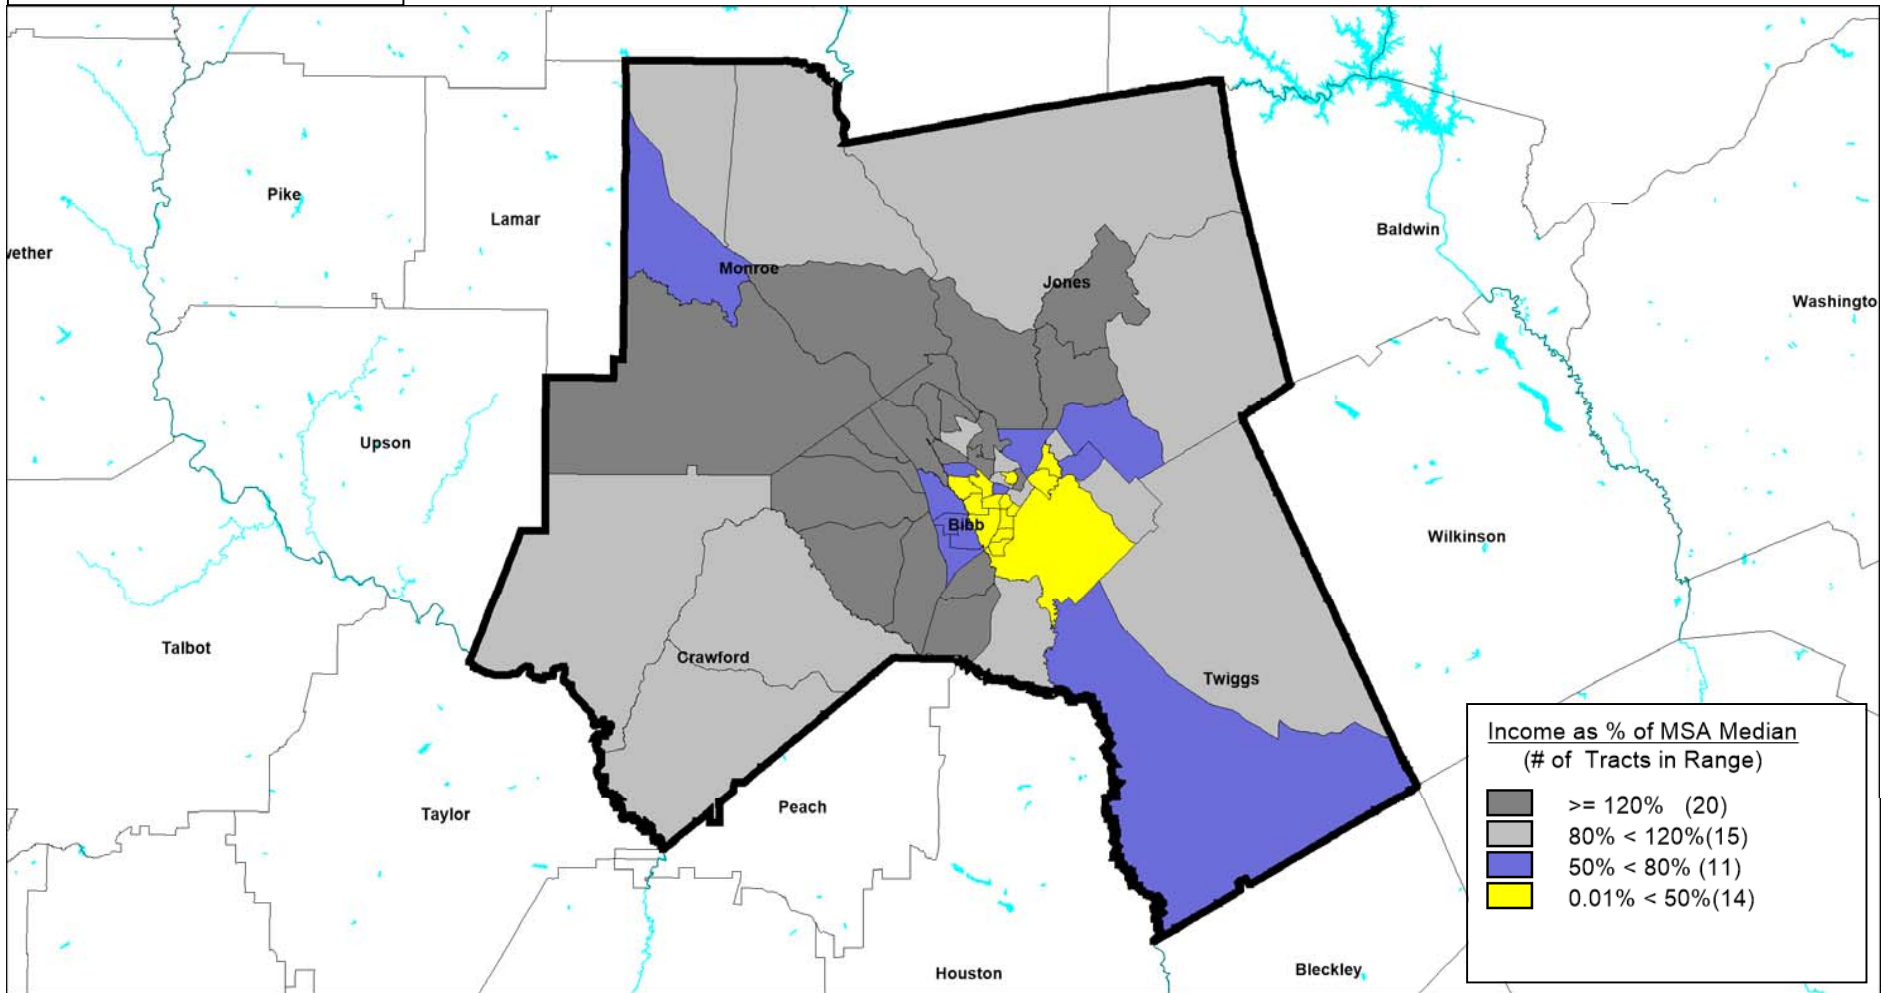 Pike
Lamar
Baldwin
wether
Monroe
Jones
Washingto
Upson
Bibb
Wilkinson
Talbot
Crawford
Twiggs
Taylor
Peach
Houston
Bleckley
Income as % of MSA Median
(# of Tracts in Range)
>= 120% (20)
80% < 120%(15)
50% < 80% (11)
0.01% < 50%(14)